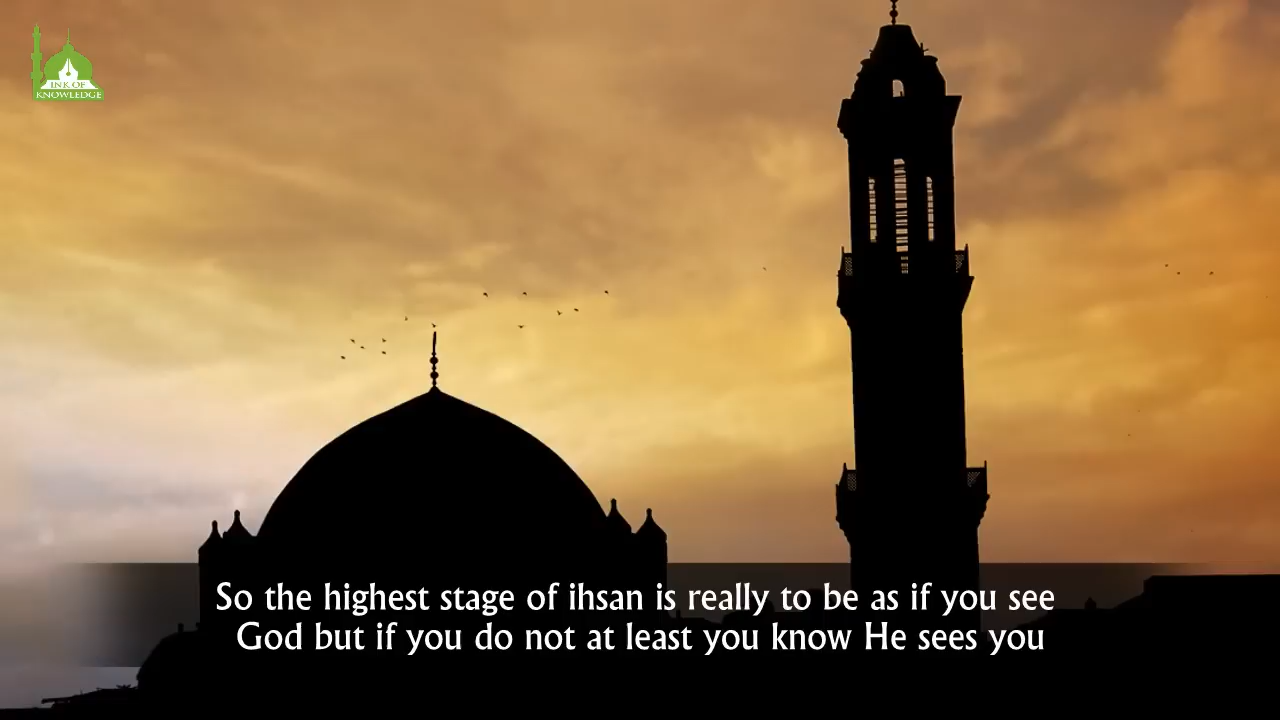 INK OF
KNOWLEDGE
So the highest stage of ihsan is really to be as if you see
God but if you do not at least you know He sees you